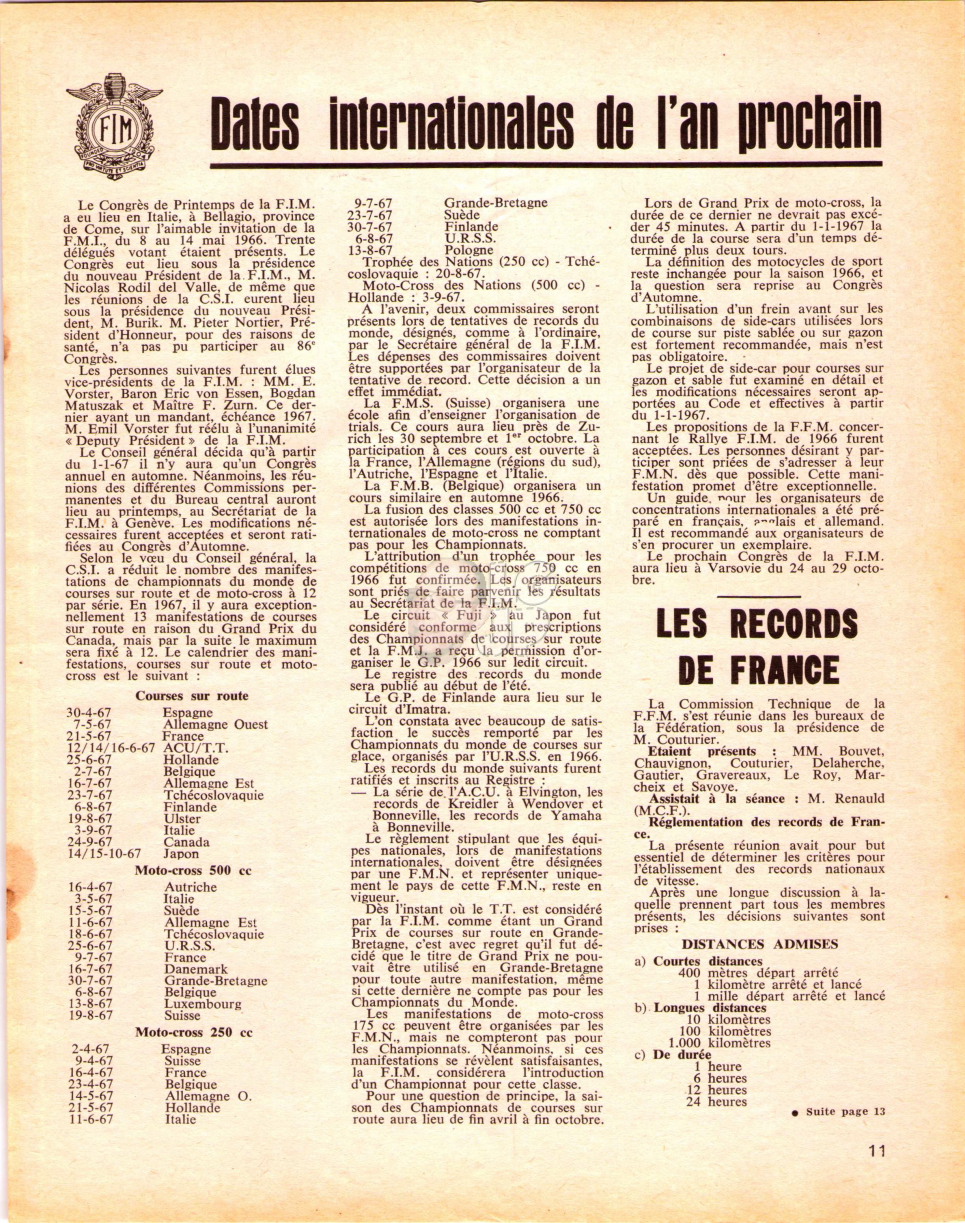 FIM
Dates internationales de l'an prochain
Le Congrès de Printemps de la F.I.M.
a eu lieu en Italie, à Bellagio, province
de Come, sur l'aimable invitation de la
F.M.I., du 8 au 14 mai 1966. Trente
délégués votant étaient présents. Le
Congrès eut lieu sous la présidence
du nouveau Président de la F.I.M., M.
Nicolas Rodil del Valle, de même que
les réunions de la C.S.I. eurent lieu
sous la présidence du nouveau Prési-
dent, M. Burik. M. Pieter Nortier, Pré-
sident d'Honneur, pour des raisons de
santé, n'a pas pu participer au 86e
Congrès.
Les personnes suivantes furent élues
vice-présidents de la F.I.M. : MM. E.
Vorster, Baron Eric von Essen, Bogdan
Matuszak et Maître F. Zurn. Ce der-
nier ayant un mandat, échéance 1967.
M. Emil Vorster fut réélu à l'unanimité
« Deputy Président » de la F.I.M.
Le Conseil général décida qu'à partir
du 1-1-67 il n'y aura qu'un Congrès
annuel en automne. Néanmoins, les réu-
nions des différentes Commissions per-
manentes et du Bureau central auront
lieu au printemps, au Secrétariat de la
F.I.M. à Genève. Les modifications né-
cessaires furent acceptées et seront rati-
fiées au Congrès d'Automne.
Selon le vœu du Conseil général, la
C.S.I. a réduit le nombre des manifes-
tations de championnats du monde de
courses sur route et de moto-cross à 12
par série. En 1967, il y aura exception-
nellement 13 manifestations de courses
sur route en raison du Grand Prix du
Canada, mais par la suite le maximum
sera fixé à 12. Le calendrier des mani-
festations, courses sur route et moto-
cross est le suivant :
Courses sur route
30-4-67 Espagne
7-5-67 Allemagne Ouest
21-5-67 France
12/14/16-6-67 ACU/T.T.
25-6-67 Hollande
2-7-67 Belgique
16-7-67 Allemagne Est
23-7-67 Tchécoslovaquie
6-8-67 Finlande
19-8-67 Ulster
3-9-67 Italie
24-9-67 Canada
14/15-10-67 Japon
Moto-cross 500 cc
16-4-67 Autriche
3-5-67 Italie
15-5-67 Suède
11-6-67 Allemagne Est
18-6-67 Tchécoslovaquie
25-6-67 U.R.S.S.
9-7-67 France
16-7-67 Danemark
30-7-67 Grande-Bretagne
6-8-67 Belgique
13-8-67 Luxembourg
19-8-67 Suisse
Moto-cross 250 cc
2-4-67 Espagne
9-4-67 Suisse
16-4-67 France
23-4-67 Belgique
14-5-67 Allemagne O.
21-5-67 Hollande
11-6-67 Italie
9-7-67 Grande-Bretagne
23-7-67 Suède
30-7-67 Finlande
6-8-67 U.R.S.S.
13-8-67 Pologne
Trophée des Nations (250 cc) - Tché-
coslovaquie : 20-8-67.
Moto-Cross des Nations (500 cc) -
Hollande : 3-9-67.
A l'avenir, deux commissaires seront
présents lors de tentatives de records du
monde, désignés, comme à l'ordinaire,
par le Secrétaire général de la F.I.M.
Les dépenses des commissaires doivent
être supportées par l'organisateur de la
tentative de record. Cette décision a un
effet immédiat.
La F.M.S. (Suisse) organisera une
école afin d'enseigner l'organisation de
trials. Ce cours aura lieu près de Zu-
rich les 30 septembre et 1er octobre. La
participation à ces cours est ouverte à
la France, l'Allemagne (régions du sud),
l'Autriche, l'Espagne et l'Italie.
La F.M.B. (Belgique) organisera un
cours similaire en automne 1966.
La fusion des classes 500 cc et 750 cc
est autorisée lors des manifestations in-
ternationales de moto-cross ne comptant
pas pour les Championnats.
L'attribution d'un trophée pour les
compétitions de moto-cross 750 cc en
1966 fut confirmée. Les organisateurs
sont priés de faire parvenir les résultats
au Secrétariat de la F.I.M.
Le circuit « Fuji » au Japon fut
considéré conforme aux prescriptions
des Championnats de courses sur route
et la F.M.J. a reçu la permission d'or-
ganiser le G.P. 1966 sur ledit circuit.
Le registre des records du monde
sera publié au début de l'été.
Le G.P. de Finlande aura lieu sur le
circuit d'Imatra.
L'on constata avec beaucoup de satis-
faction le succès remporté par les
Championnats du monde de courses sur
glace, organisés par l'U.R.S.S. en 1966.
Les records du monde suivants furent
ratifiés et inscrits au Registre :
— La série de l'A.C.U. à Elvington, les
records de Kreidler à Wendover et
Bonneville, les records de Yamaha
à Bonneville.
Le règlement stipulant que les équi-
pes nationales, lors de manifestations
internationales, doivent être désignées
par une F.M.N. et représenter unique-
ment le pays de cette F.M.N., reste en
vigueur.
Dès l'instant où le T.T. est considéré
par la F.I.M. comme étant un Grand
Prix de courses sur route en Grande-
Bretagne, c'est avec regret qu'il fut dé-
cidé que le titre de Grand Prix ne pou-
vait être utilisé en Grande-Bretagne
pour toute autre manifestation, même
si cette dernière ne compte pas pour les
Championnats du Monde.
Les manifestations de moto-cross
175 cc peuvent être organisées par les
F.M.N., mais ne compteront pas pour
les Championnats. Néanmoins, si ces
manifestations se révèlent satisfaisantes,
la F.I.M. considérera l'introduction
d'un Championnat pour cette classe.
Pour une question de principe, la sai-
son des Championnats de courses sur
route aura lieu de fin avril à fin octobre.
Lors de Grand Prix de moto-cross, la
durée de ce dernier ne devrait pas excé-
der 45 minutes. A partir du 1-1-1967 la
durée de la course sera d'un temps dé-
terminé plus deux tours.
La définition des motocycles de sport
reste inchangée pour la saison 1966, et
la question sera reprise au Congrès
d'Automne.
L'utilisation d'un frein avant sur les
combinaisons de side-cars utilisées lors
de course sur piste sablée ou sur gazon
est fortement recommandée, mais n'est
pas obligatoire.
Le projet de side-car pour courses sur
gazon et sable fut examiné en détail et
les modifications nécessaires seront ap-
portées au Code et effectives à partir
du 1-1-1967.
Les propositions de la F.F.M. concer-
nant le Rallye F.I.M. de 1966 furent
acceptées. Les personnes désirant y par-
ticiper sont priées de s'adresser à leur
F.M.N. dès que possible. Cette mani-
festation promet d'être exceptionnelle.
Un guide pour les organisateurs de
concentrations internationales a été pré-
paré en français, anglais et allemand.
Il est recommandé aux organisateurs de
s'en procurer un exemplaire.
Le prochain Congrès de la F.I.M.
aura lieu à Varsovie du 24 au 29 octo-
bre.
LES RECORDS
DE FRANCE
La Commission Technique de la
F.F.M. s'est réunie dans les bureaux de
la Fédération, sous la présidence de
M. Couturier.
Etaient présents : MM. Bouvet,
Chauvignon, Couturier, Delaherche,
Gautier, Gravereaux, Le Roy, Mar-
cheix et Savoye.
Assistait à la séance : M. Renauld
(M.C.F.).
Réglementation des records de Fran-
ce.
La présente réunion avait pour but
essentiel de déterminer les critères pour
l'établissement des records nationaux
de vitesse.
Après une longue discussion à la-
quelle prennent part tous les membres
présents, les décisions suivantes sont
prises :
DISTANCES ADMISES
a) Courtes distances
400 mètres départ arrêté
1 kilomètre arrêté et lancé
1 mille départ arrêté et lancé
b) Longues distances
10 kilomètres
100 kilomètres
1.000 kilomètres
c) De durée
1 heure
6 heures
12 heures
24 heures
● Suite page 13
11